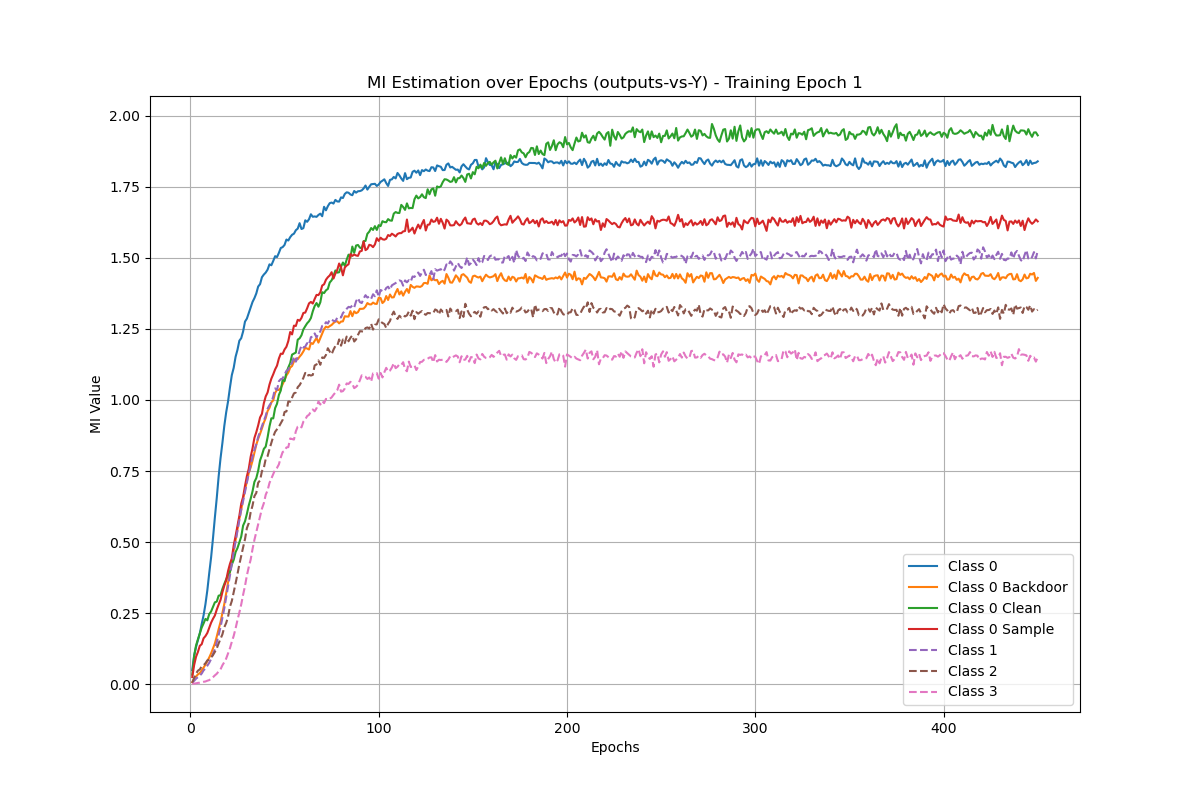 MI Estimation over Epochs (outputs-vs-Y) - Training Epoch 1
MI Value
2.00
1.75
1.50
1.25
1.00
0.75
0.50
0.25
0.00
0
100
200
300
400
Epochs
Class 0
Class 0 Backdoor
Class 0 Clean
Class 0 Sample
Class 1
Class 2
Class 3